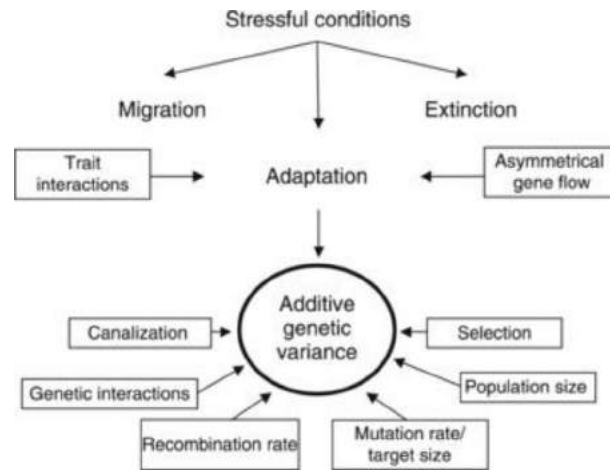 Stressful conditions
Migration
Extinction
Trait
interactions
Adaptation
Asymmetrical
gene flow
Additive
genetic
variance
Canalization
Selection
Genetic interactions
Population size
Recombination rate
Mutation rate/
target size